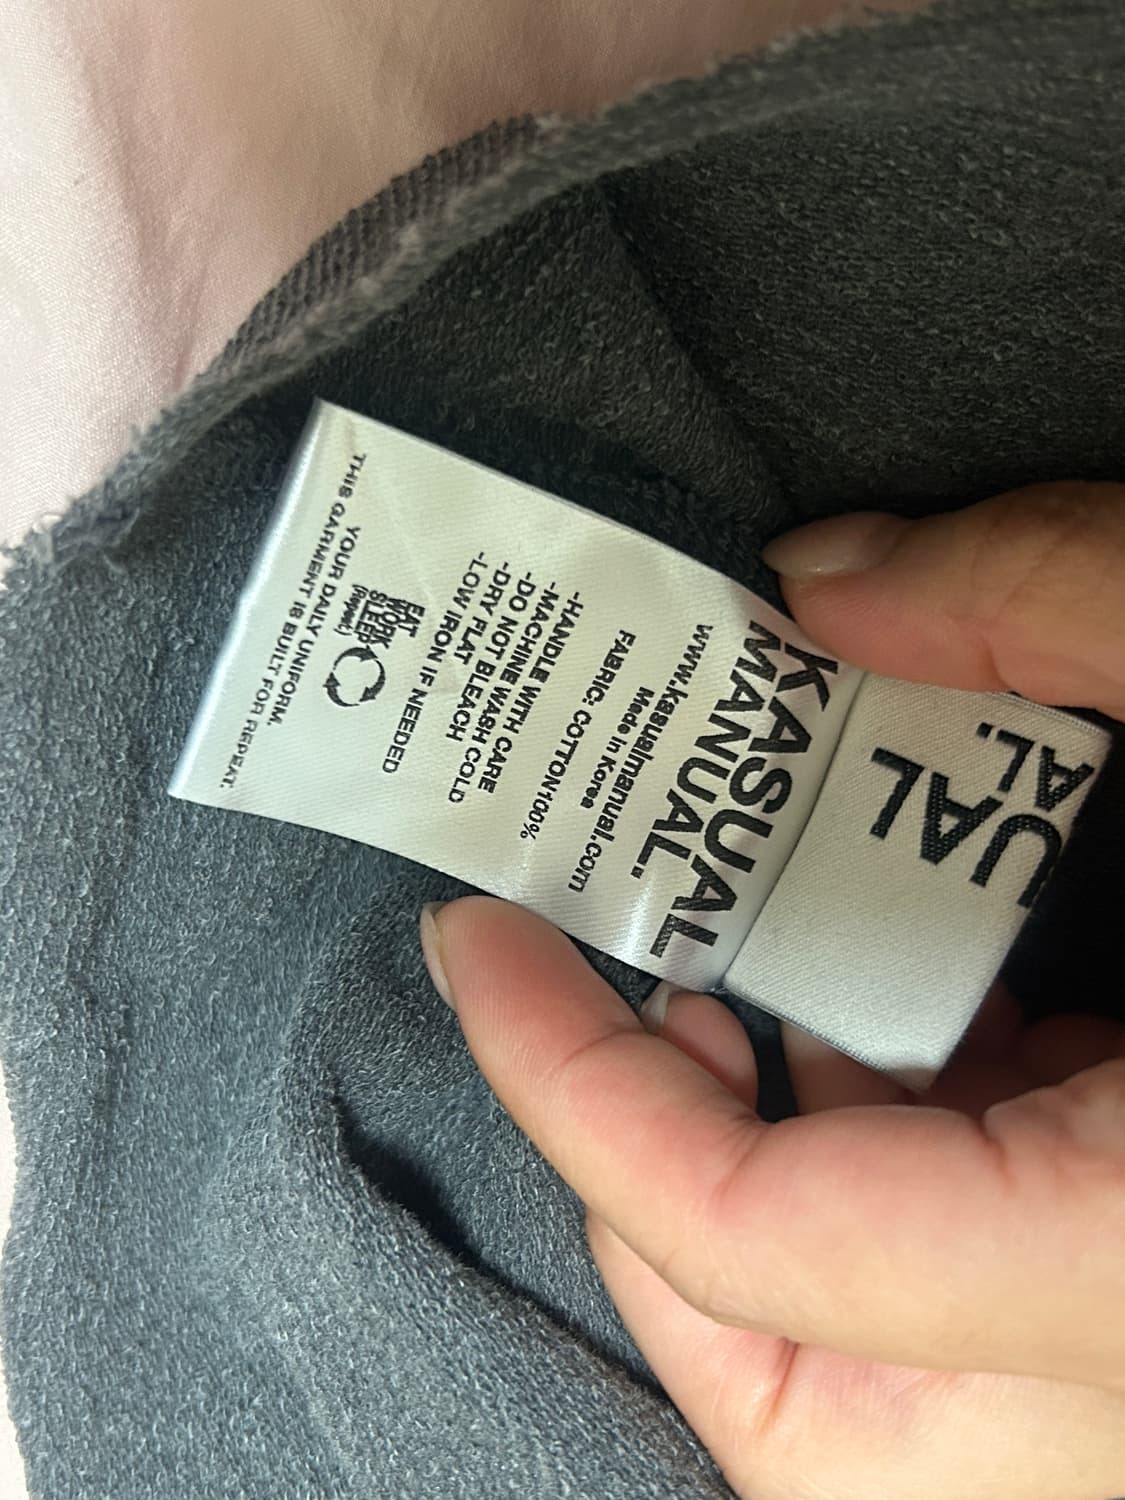 KASUAL
MANUAL."
www.kasualmanual.com
Made in Korea
FABRIC: COTTON100%
-HANDLE WITH CARE
-MACHINE WASH COLD
-DO NOT BLEACH
-DRY FLAT
-LOW IRON IF NEEDED
EAT
WORK
SLEEP
(Repeat.)
YOUR DAILY UNIFORM.
THIS GARMENT IS BUILT FOR REPEAT.
UAL
AL.